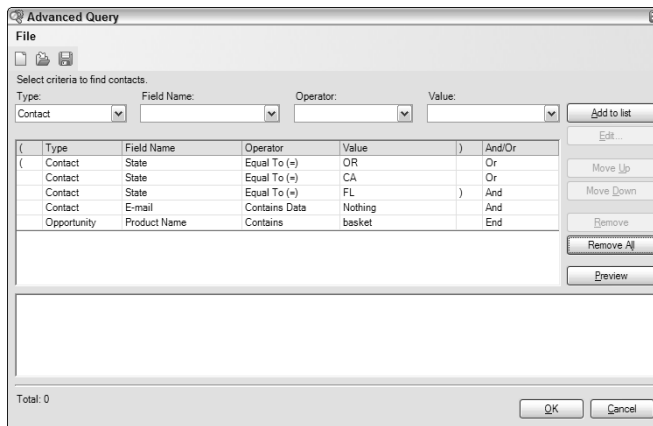 Advanced Query
File
Select criteria to find contacts.
Type: Field Name: Operator: Value:
Contact Add to list
Edit...
( Type Field Name Operator Value ) And/Or
( Contact State Equal To (=) OR Or
Move Up
Contact State Equal To (=) CA Or
Contact State Equal To (=) FL ) And
Move Down
Contact E-mail Contains Data Nothing And
Opportunity Product Name Contains basket End
Remove
Remove All
Preview
Total: 0
OK Cancel